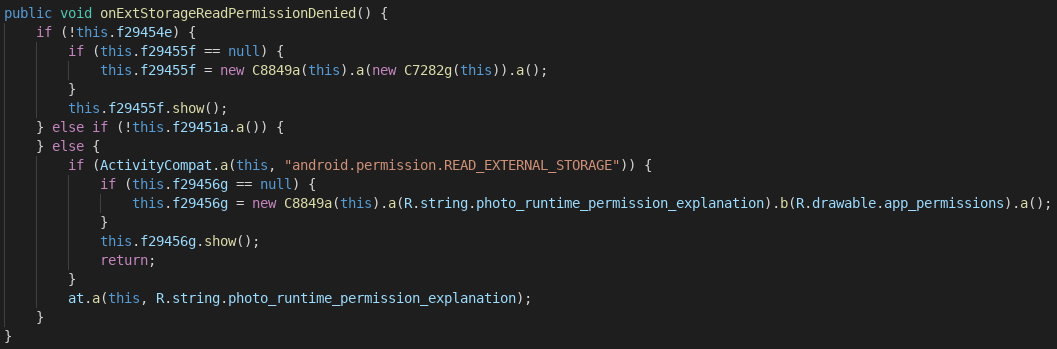 public void onExtStorageReadPermissionDenied() {
    if (!this.f29454e) {
        if (this.f29455f == null) {
            this.f29455f = new C8849a(this).a(new C7282g(this)).a();
        }
        this.f29455f.show();
    } else if (!this.f29451a.a()) {
    } else {
        if (ActivityCompat.a(this, "android.permission.READ_EXTERNAL_STORAGE")) {
            if (this.f29456g == null) {
                this.f29456g = new C8849a(this).a(R.string.photo_runtime_permission_explanation).b(R.drawable.app_permissions).a();
            }
            this.f29456g.show();
            return;
        }
        at.a(this, R.string.photo_runtime_permission_explanation);
    }
}